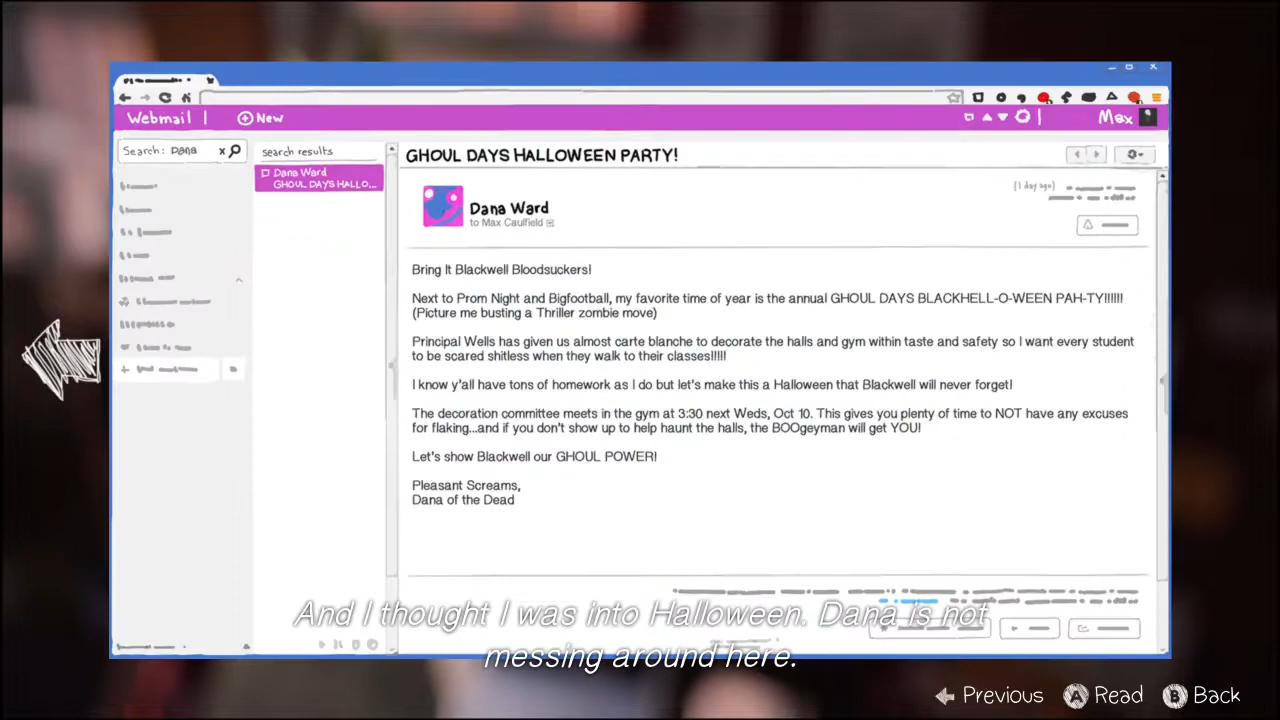 Webmail |
New
Max
Search: Dana x
search results
Dana Ward
GHOUL DAYS HALLO...
GHOUL DAYS HALLOWEEN PARTY!
(1 day ago)
Dana Ward
to Max Caulfield
Bring It Blackwell Bloodsuckers!
Next to Prom Night and Bigfootball, my favorite time of year is the annual GHOUL DAYS BLACKHELL-O-WEEN PAH-TY!!!!!!
(Picture me busting a Thriller zombie move)
Principal Wells has given us almost carte blanche to decorate the halls and gym within taste and safety so I want every student
to be scared shitless when they walk to their classes!!!!!
I know y'all have tons of homework as I do but let's make this a Halloween that Blackwell will never forget!
The decoration committee meets in the gym at 3:30 next Weds, Oct 10. This gives you plenty of time to NOT have any excuses
for flaking...and if you don't show up to help haunt the halls, the BOOgeyman will get YOU!
Let's show Blackwell our GHOUL POWER!
Pleasant Screams,
Dana of the Dead
And I thought I was into Halloween. Dana is not
messing around here.
Previous A Read B Back